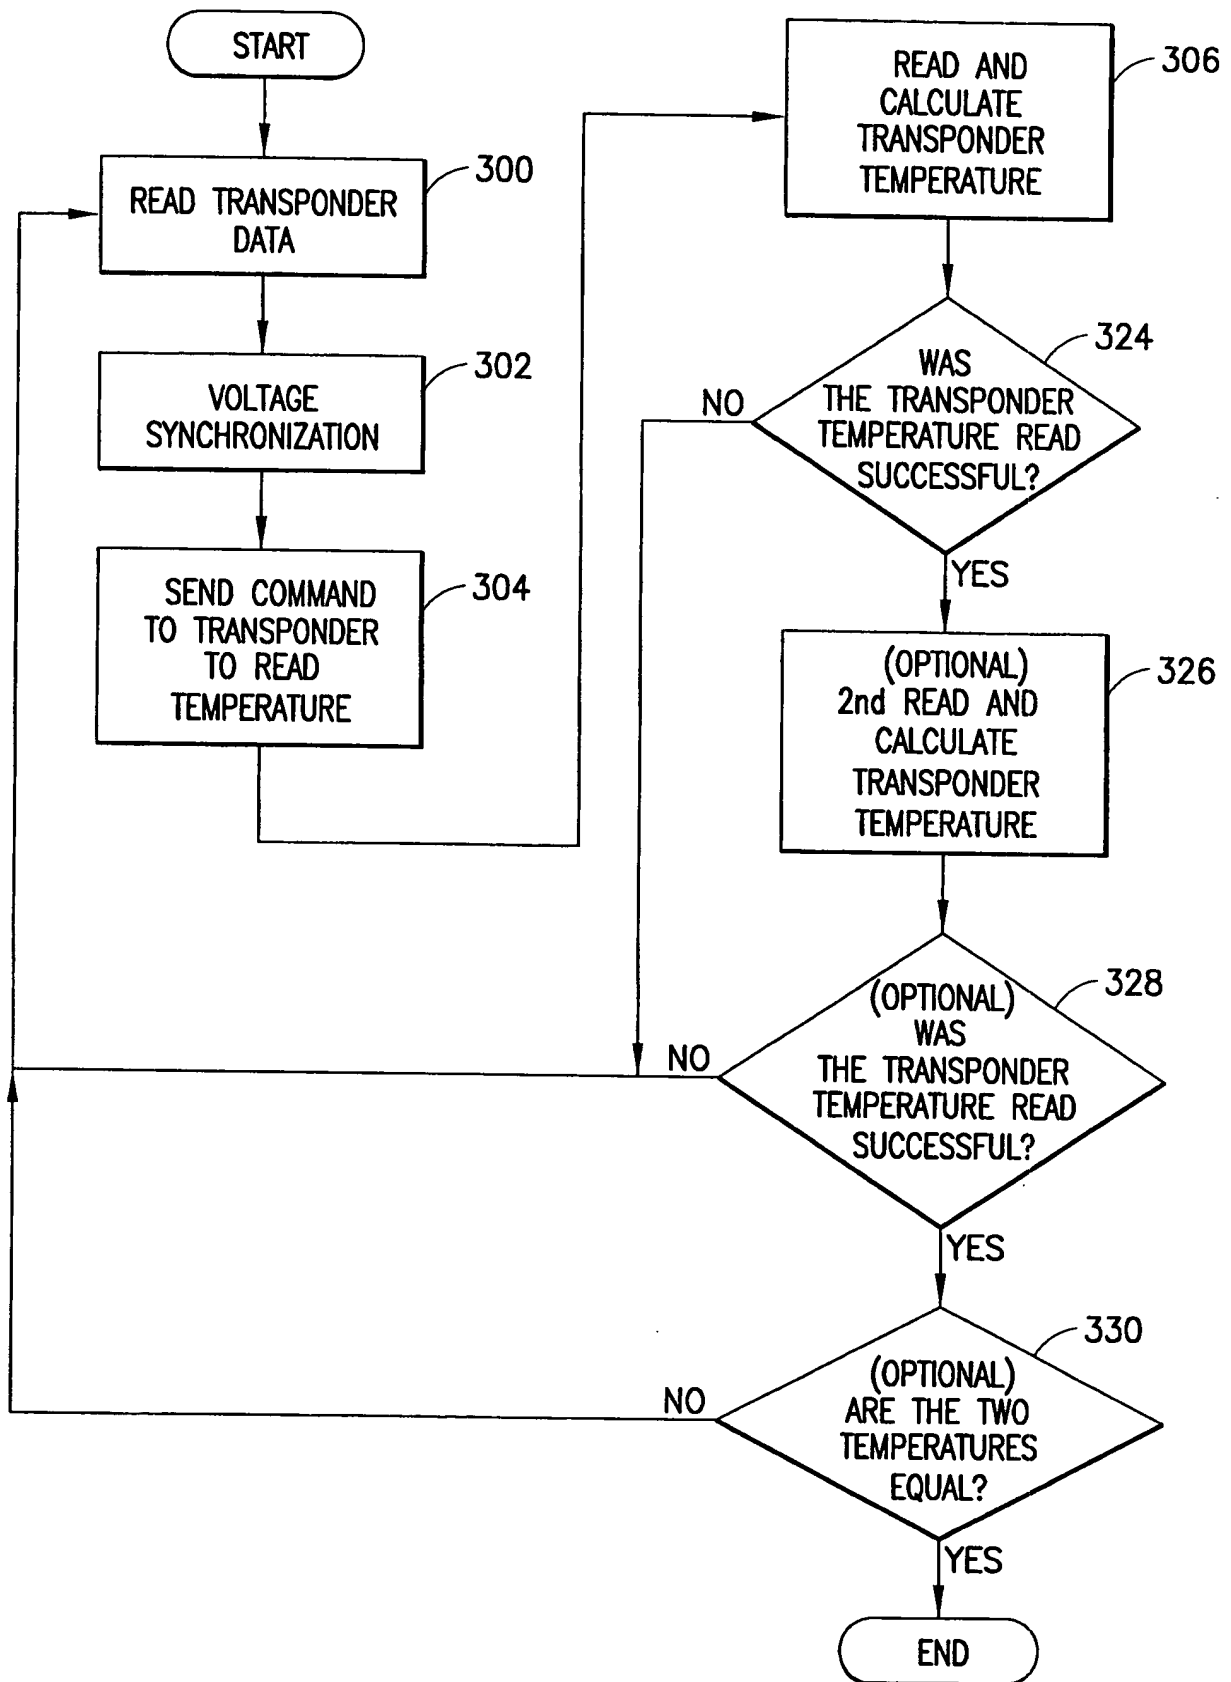 START
READ TRANSPONDER
DATA
300
VOLTAGE
SYNCHRONIZATION
302
SEND COMMAND
TO TRANSPONDER
TO READ
TEMPERATURE
304
READ AND
CALCULATE
TRANSPONDER
TEMPERATURE
306
WAS
THE TRANSPONDER
TEMPERATURE READ
SUCCESSFUL?
324
NO
YES
(OPTIONAL)
2nd READ AND
CALCULATE
TRANSPONDER
TEMPERATURE
326
(OPTIONAL)
WAS
THE TRANSPONDER
TEMPERATURE READ
SUCCESSFUL?
328
NO
YES
(OPTIONAL)
ARE THE TWO
TEMPERATURES
EQUAL?
330
NO
YES
END